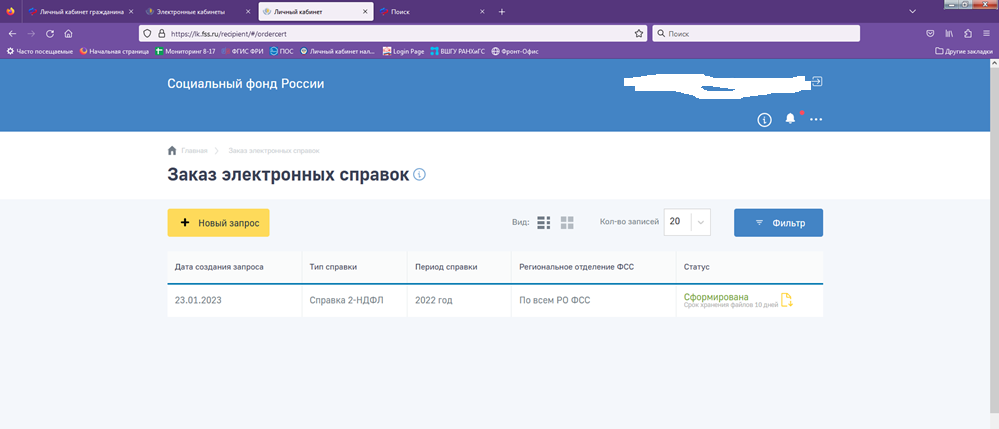 Личный кабинет гражданина
Электронные кабинеты
Личный кабинет
Поиск
https://lk.fss.ru/recipient/#/ordercert
Поиск
Часто посещаемые
Начальная страница
Мониторинг 8-17
ФГИС ФРИ
ПОС
Личный кабинет нал...
Login Page
ВШГУ РАНХиГС
Фронт-Офис
Другие закладки
Социальный фонд России
Главная
Заказ электронных справок
Заказ электронных справок
+ Новый запрос
Вид:
Кол-во записей
20
Фильтр
Дата создания запроса
Тип справки
Период справки
Региональное отделение ФСС
Статус
23.01.2023
Справка 2-НДФЛ
2022 год
По всем РО ФСС
Сформирована
Срок хранения файлов 10 дней